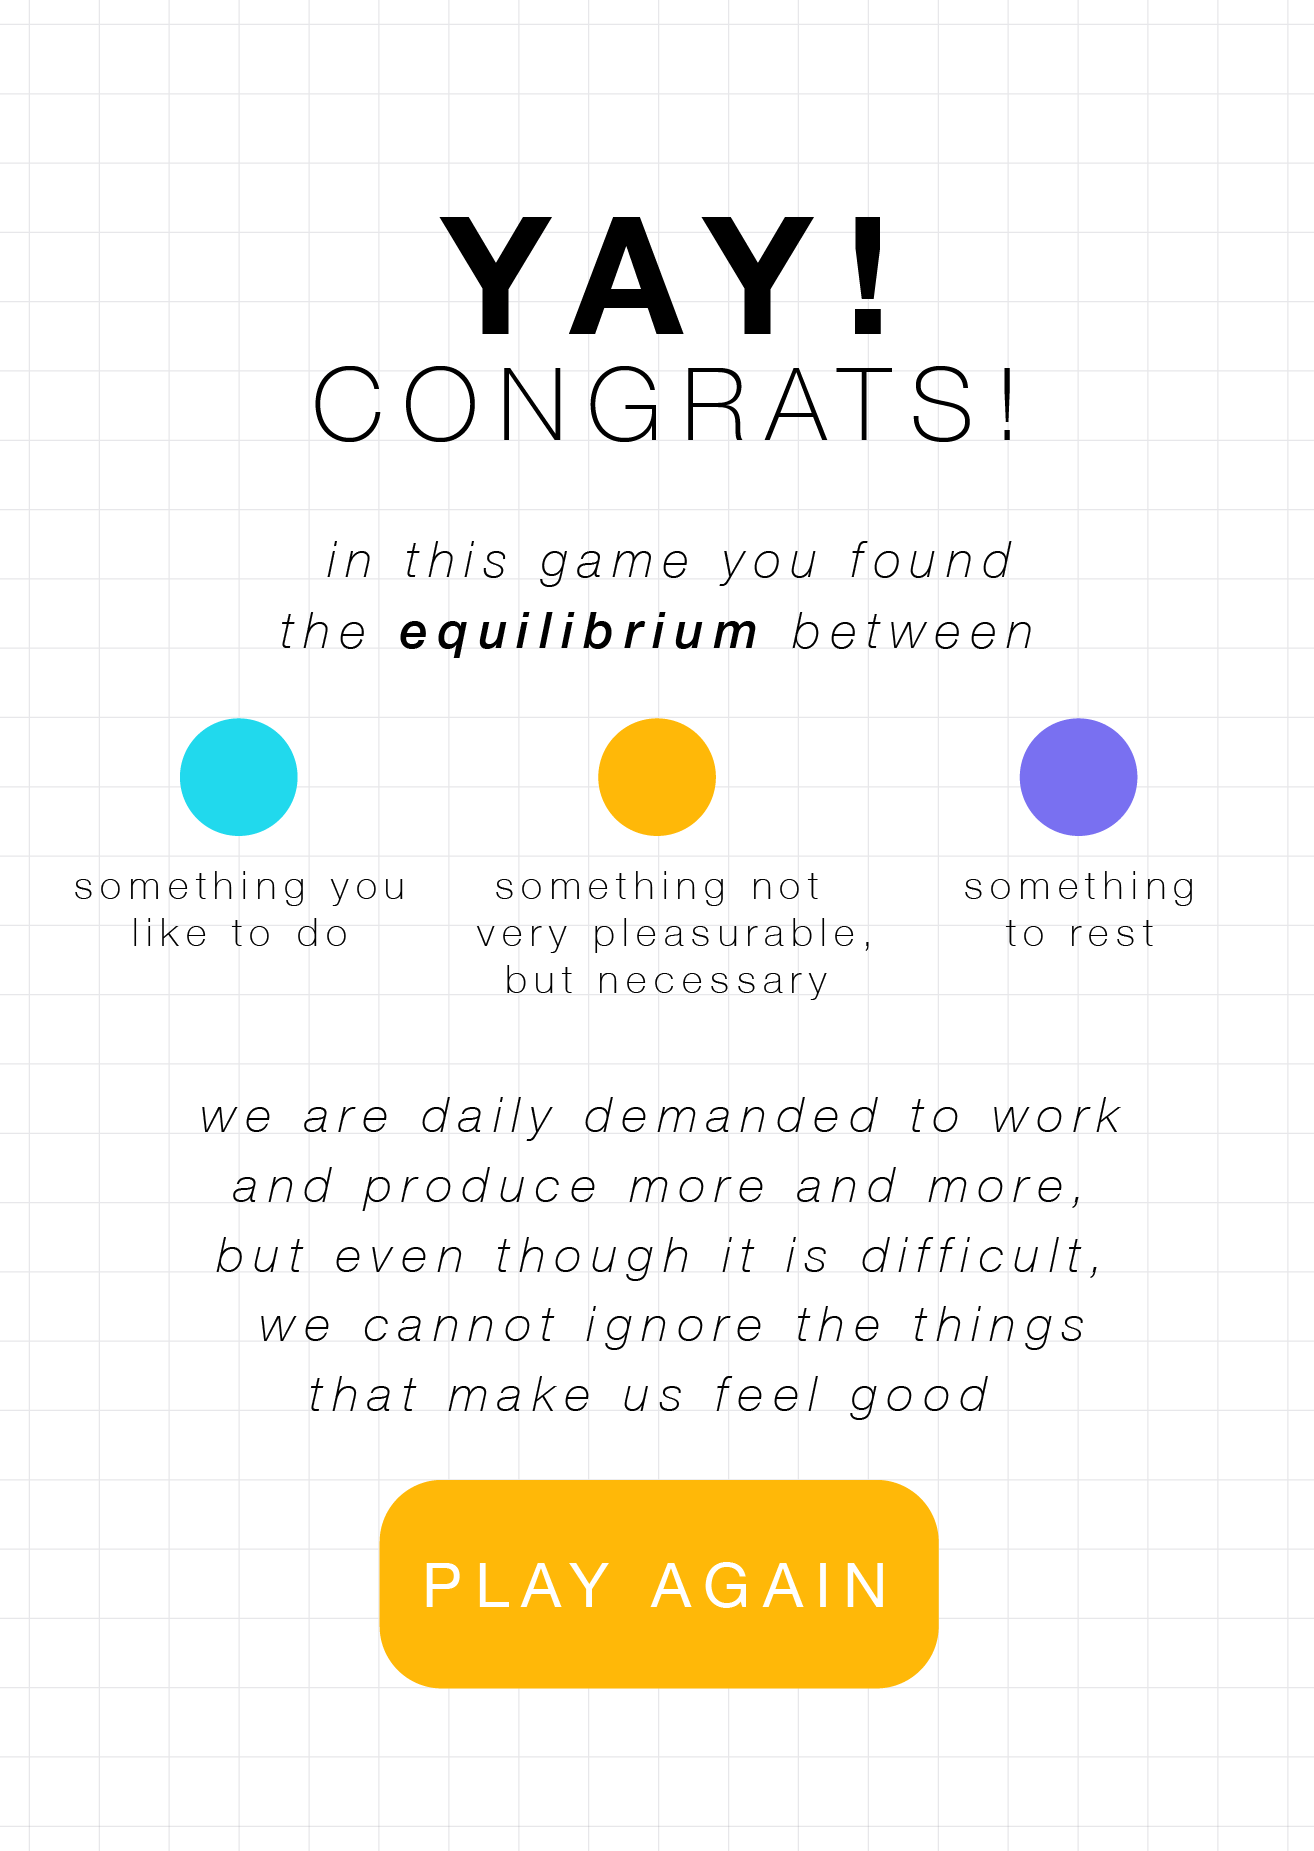 YAY!
CONGRATS!
in this game you found
the equilibrium between
something you
like to do
something not
very pleasurable,
but necessary
something
to rest
we are daily demanded to work
and produce more and more,
but even though it is difficult,
we cannot ignore the things
that make us feel good
PLAY AGAIN